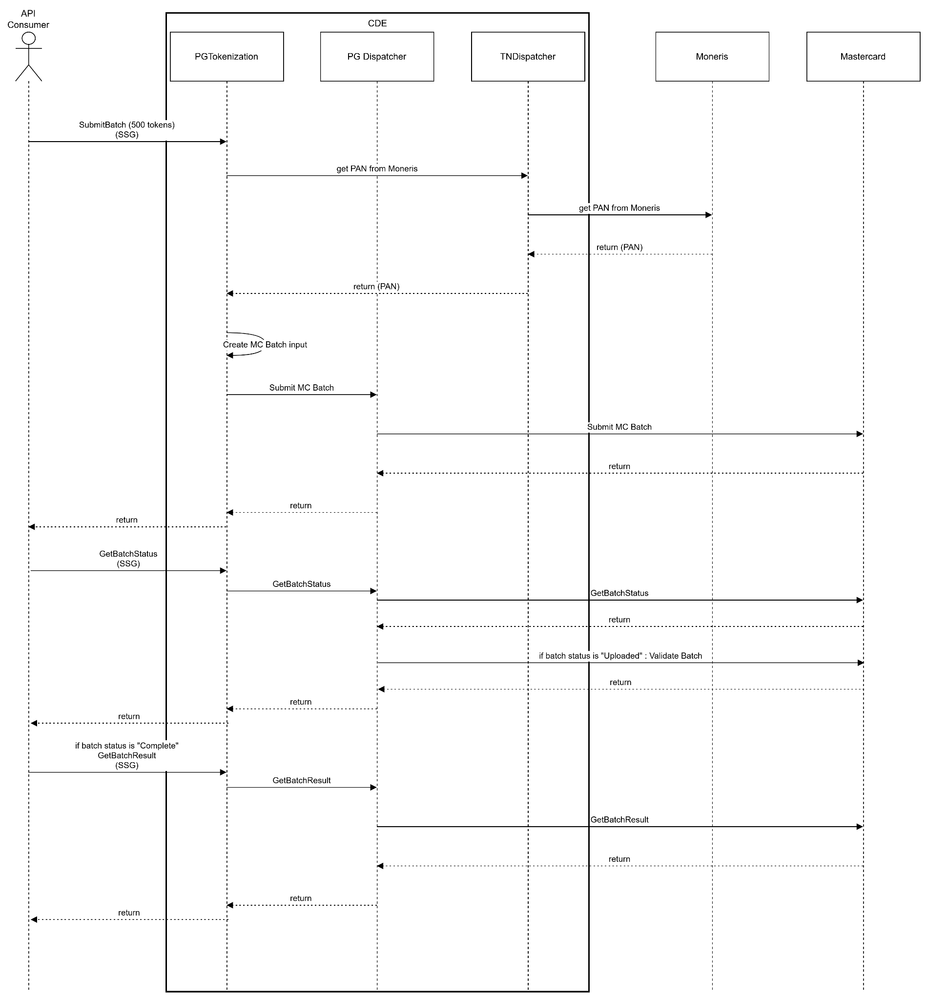 API
Consumer
CDE
PGTokenization
PG Dispatcher
TNDispatcher
Moneris
Mastercard
SubmitBatch (500 tokens)
(SSG)
get PAN from Moneris
get PAN from Moneris
return (PAN)
return (PAN)
Create MC Batch input
Submit MC Batch
Submit MC Batch
return
return
return
GetBatchStatus
(SSG)
GetBatchStatus
GetBatchStatus
return
if batch status is "Uploaded" : Validate Batch
return
return
return
if batch status is "Complete"
GetBatchResult
(SSG)
GetBatchResult
GetBatchResult
return
return
return